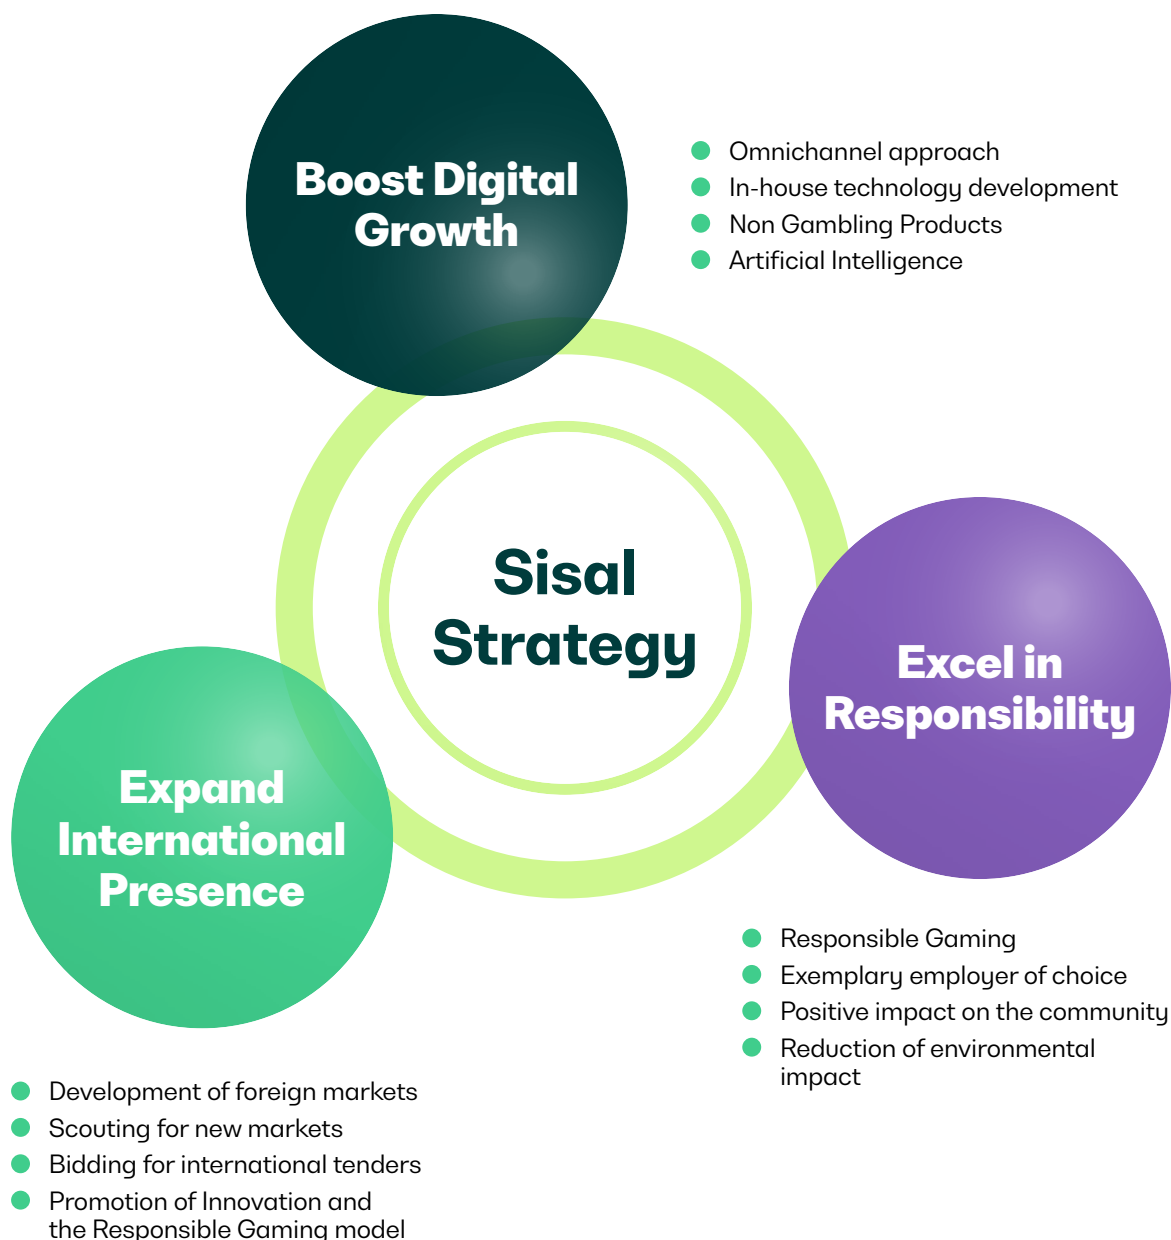 Boost Digital
Growth
Omnichannel approach
In-house technology development
Non Gambling Products
Artificial Intelligence
Sisal
Strategy
Excel in
Responsibility
Responsible Gaming
Exemplary employer of choice
Positive impact on the community
Reduction of environmental
impact
Expand
International
Presence
Development of foreign markets
Scouting for new markets
Bidding for international tenders
Promotion of Innovation and
the Responsible Gaming model